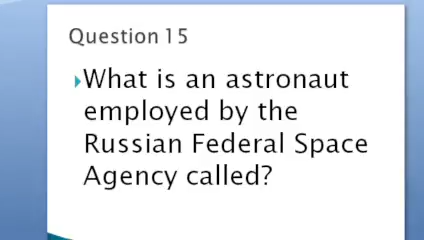 Question 15
What is an astronaut
employed by the
Russian Federal Space
Agency called?